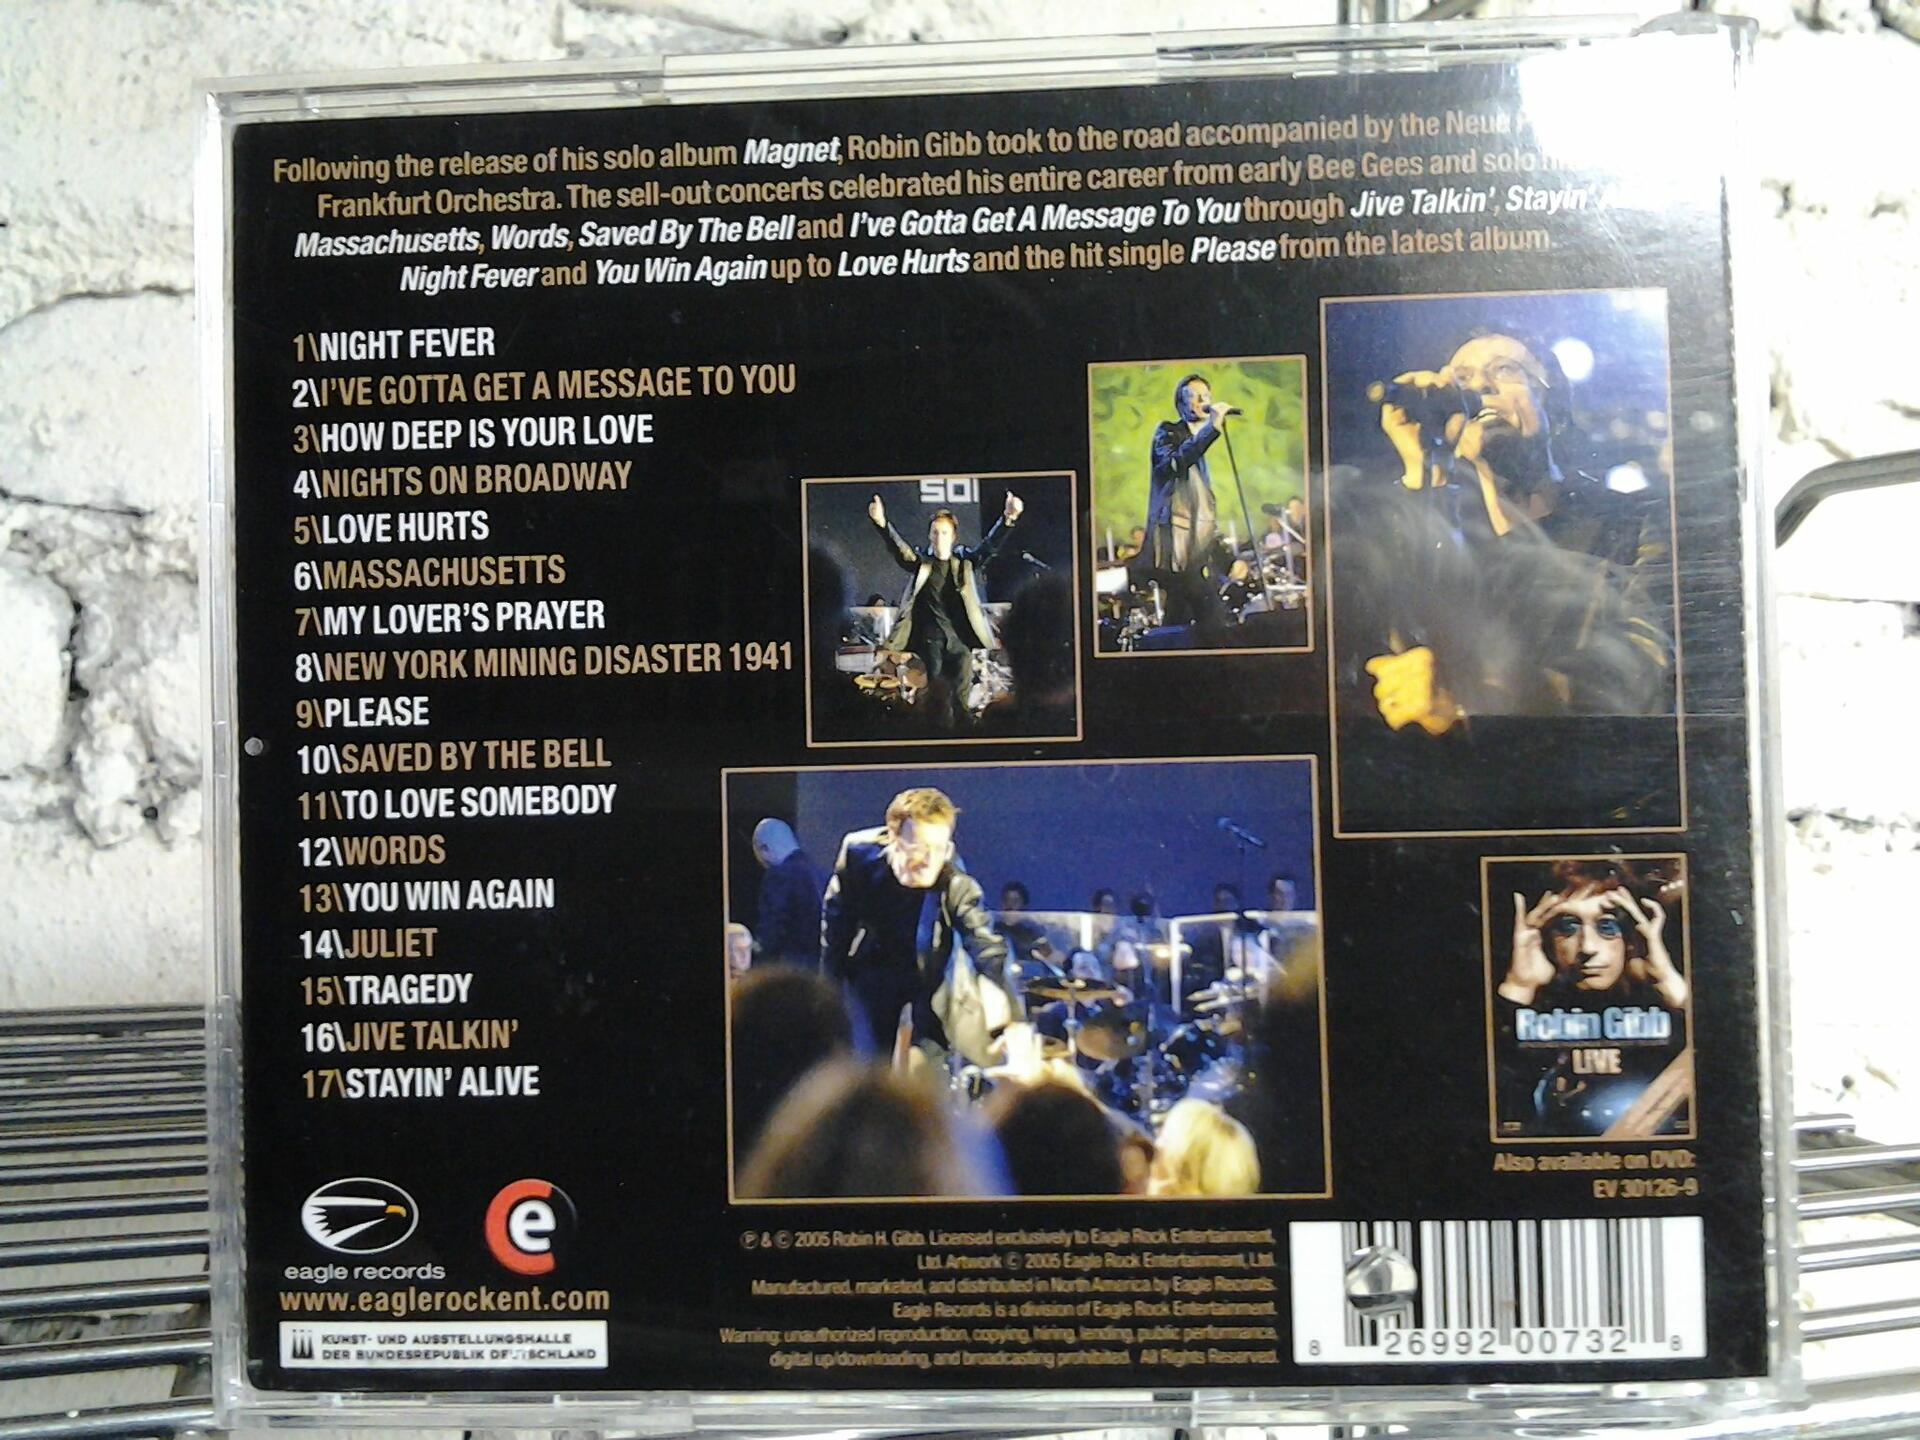 Following the release of his solo album Magnet, Robin Gibb took to the road accompanied by the Neue
Frankfurt Orchestra. The sell-out concerts celebrated his entire career from early Bee Gees and solo
Massachusetts, Words, Saved By The Bell and I've Gotta Get A Message To You through Jive Talkin', Stayin'
Night Fever and You Win Again up to Love Hurts and the hit single Please from the latest album.
1\NIGHT FEVER
2\I'VE GOTTA GET A MESSAGE TO YOU
3\HOW DEEP IS YOUR LOVE
4\NIGHTS ON BROADWAY
5\LOVE HURTS
6\MASSACHUSETTS
7\MY LOVER'S PRAYER
8\NEW YORK MINING DISASTER 1941
9\PLEASE
10\SAVED BY THE BELL
11\TO LOVE SOMEBODY
12\WORDS
13\YOU WIN AGAIN
14\JULIET
15\TRAGEDY
16\JIVE TALKIN'
17\STAYIN' ALIVE
Robin Gibb
LIVE
Also available on DVD:
EV 30126-9
eagle records
e
www.eaglerockent.com
KUNST- UND AUSSTELLUNGSHALLE
DER BUNDESREPUBLIK DEUTSCHLAND
℗ & © 2005 Robin H. Gibb. Licensed exclusively to Eagle Rock Entertainment,
Ltd. Artwork © 2005 Eagle Rock Entertainment, Ltd.
Manufactured, marketed, and distributed in North America by Eagle Records.
Eagle Records is a division of Eagle Rock Entertainment.
Warning: unauthorized reproduction, copying, hiring, lending, public performance,
digital up/downloading, and broadcasting prohibited. All Rights Reserved.
8 26992 00732 8